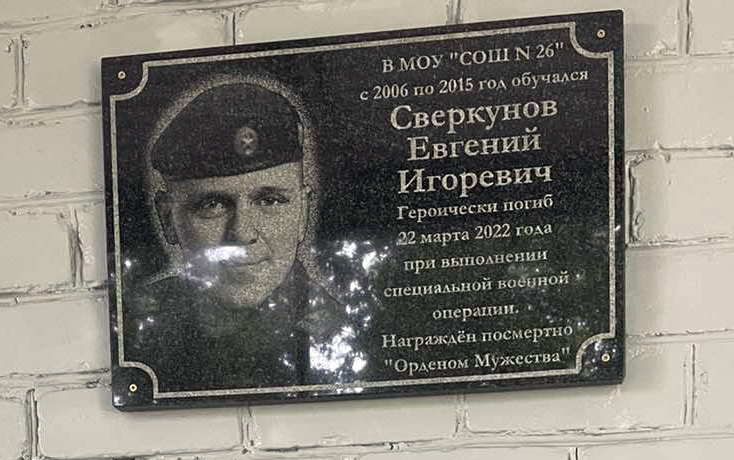 В МОУ "СОШ N 26"
с 2006 по 2015 год обучался
Сверкунов
Евгений
Игоревич
Героически погиб
22 марта 2022 года
при выполнении
специальной военной
операции.
Награждён посмертно
"Орденом Мужества"